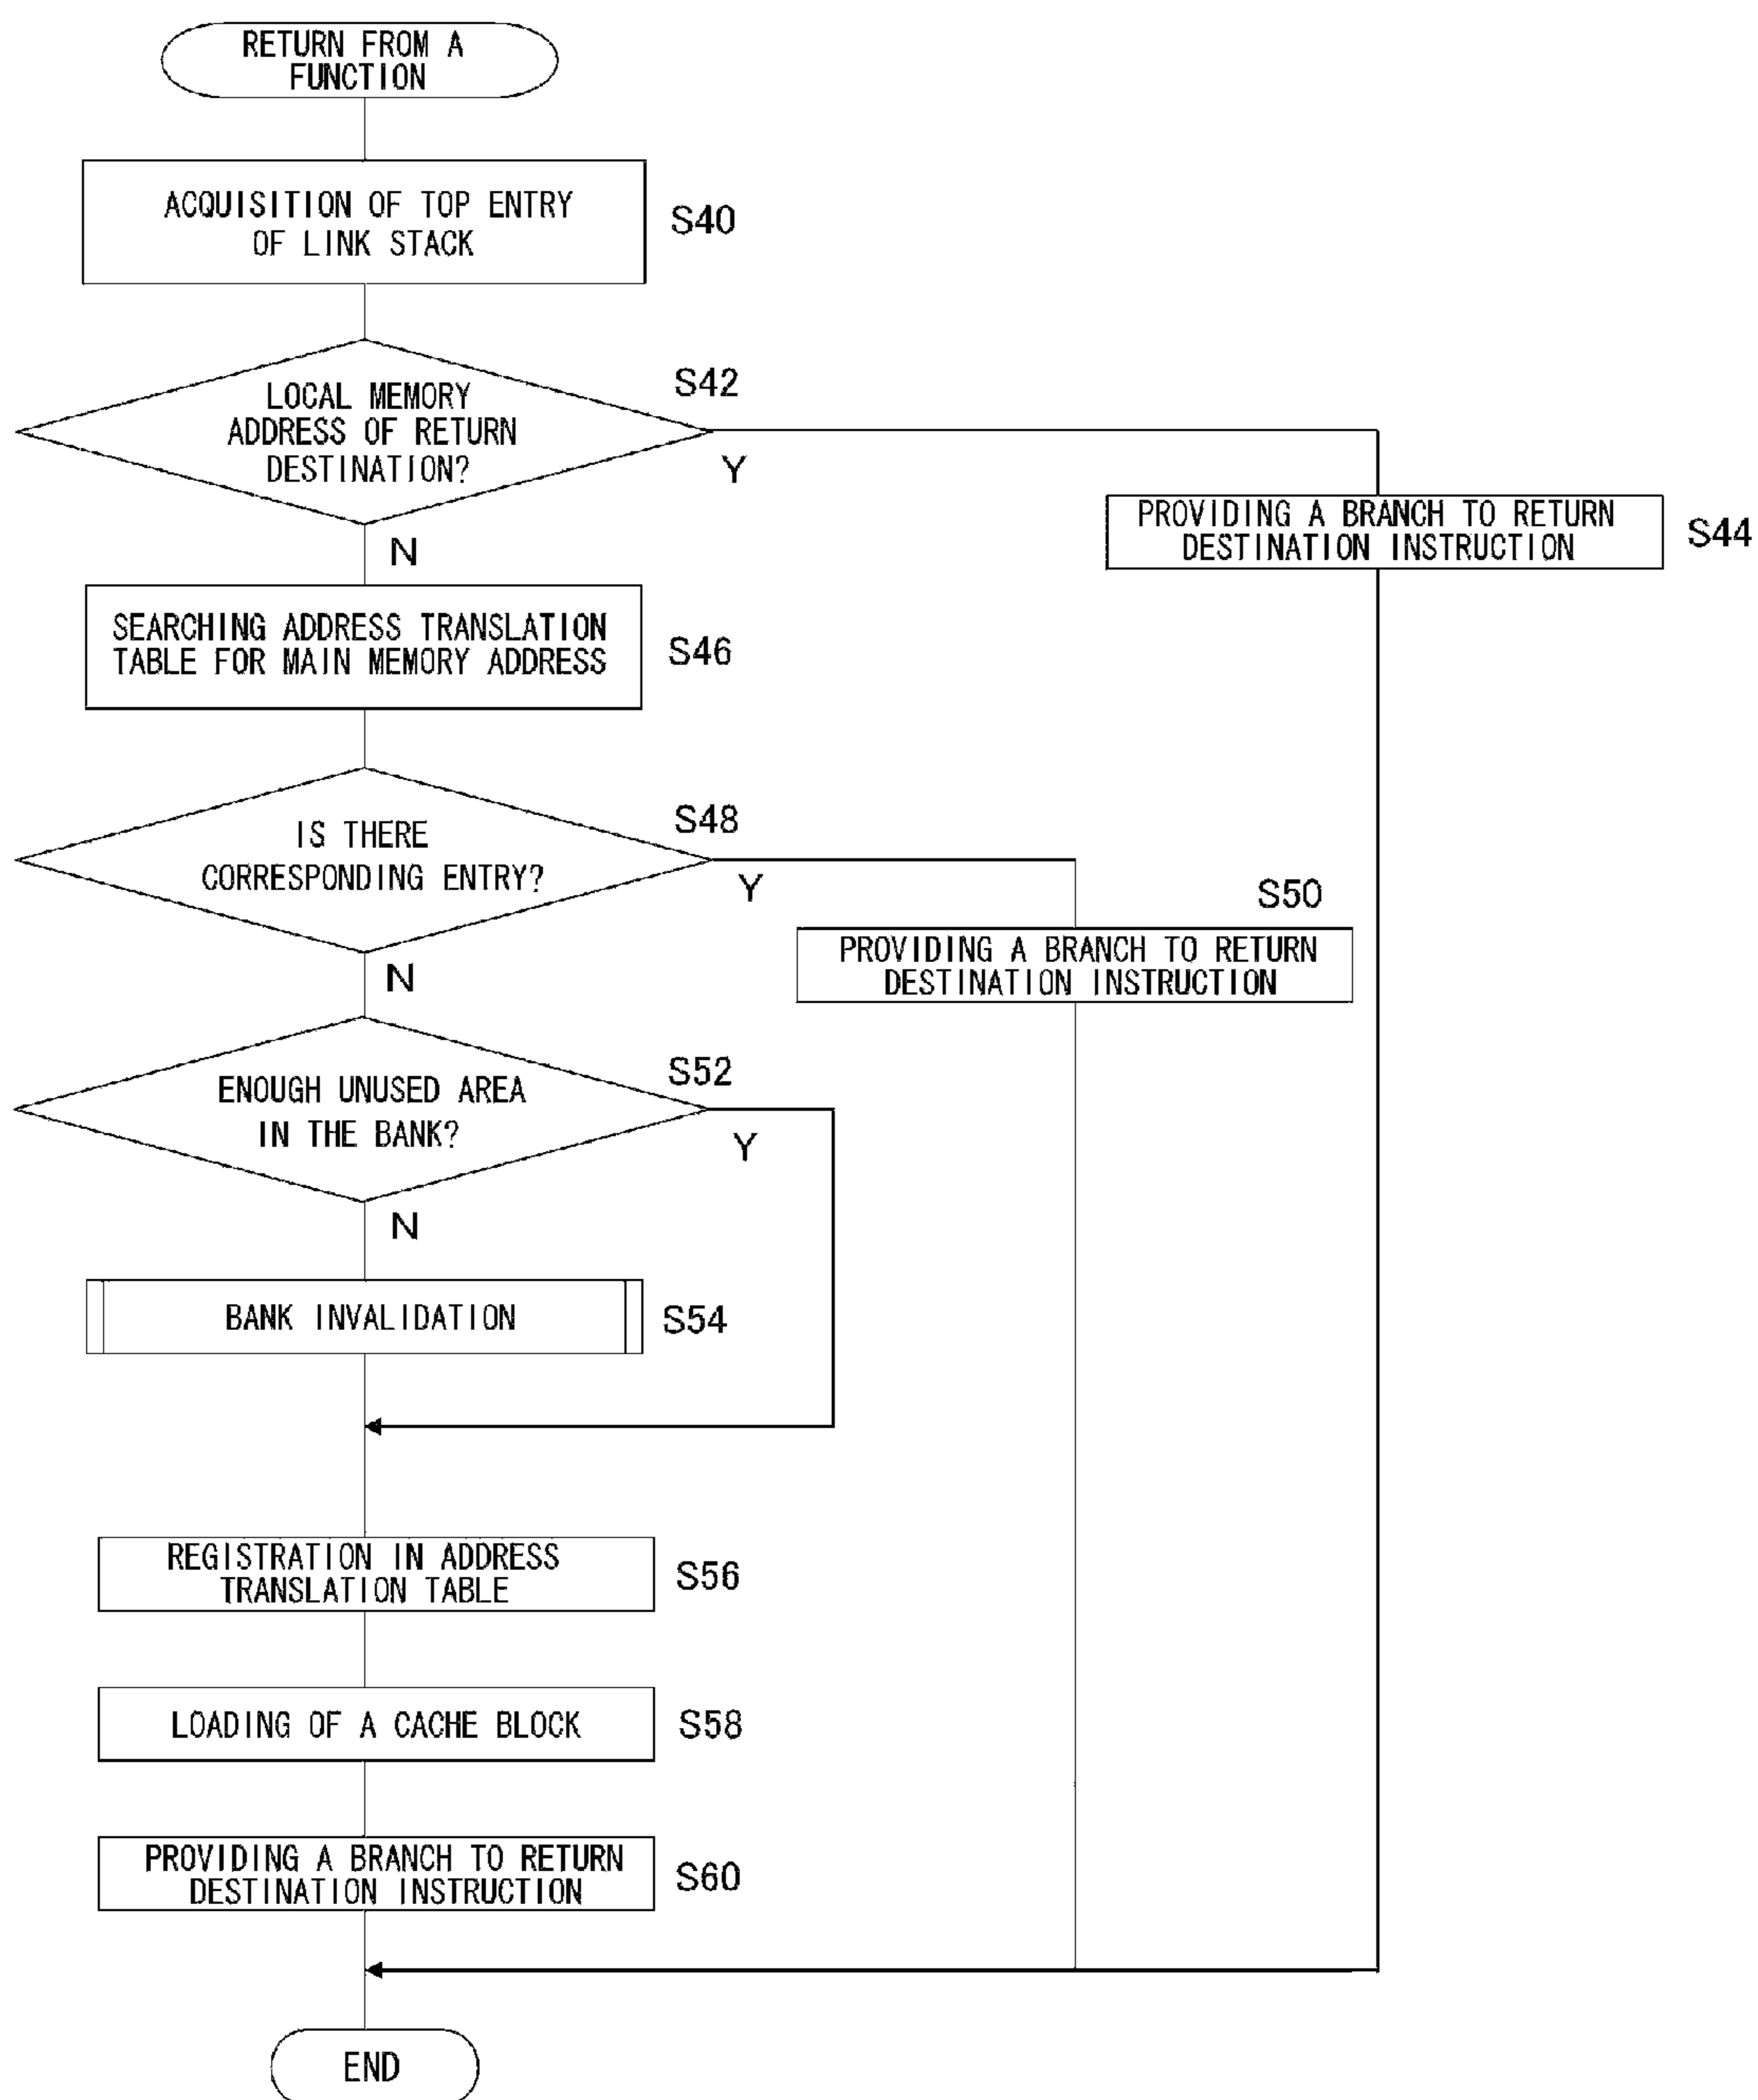 RETURN FROM A
FUNCTION
ACQUISITION OF TOP ENTRY
OF LINK STACK
S40
LOCAL MEMORY
ADDRESS OF RETURN
DESTINATION?
S42
Y
N
PROVIDING A BRANCH TO RETURN
DESTINATION INSTRUCTION
S44
SEARCHING ADDRESS TRANSLATION
TABLE FOR MAIN MEMORY ADDRESS
S46
IS THERE
CORRESPONDING ENTRY?
S48
Y
N
S50
PROVIDING A BRANCH TO RETURN
DESTINATION INSTRUCTION
ENOUGH UNUSED AREA
IN THE BANK?
S52
Y
N
BANK INVALIDATION
S54
REGISTRATION IN ADDRESS
TRANSLATION TABLE
S56
LOADING OF A CACHE BLOCK
S58
PROVIDING A BRANCH TO RETURN
DESTINATION INSTRUCTION
S60
END